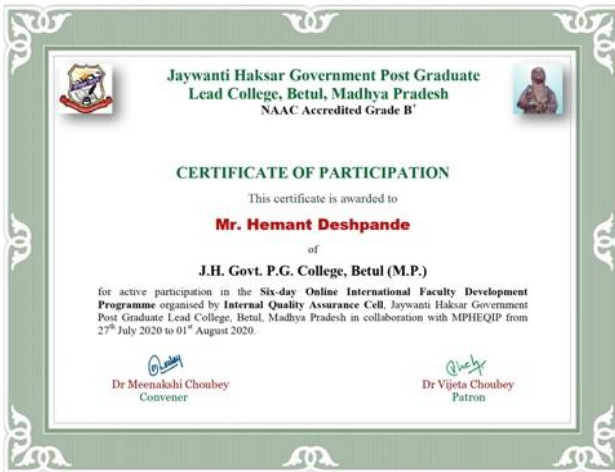 Jaywanti Haksar Government Post Graduate
Lead College, Betul, Madhya Pradesh
NAAC Accredited Grade B+
CERTIFICATE OF PARTICIPATION
This certificate is awarded to
Mr. Hemant Deshpande
of
J.H. Govt. P.G. College, Betul (M.P.)
for active participation in the Six-day Online International Faculty Development
Programme organised by Internal Quality Assurance Cell, Jaywanti Haksar Government
Post Graduate Lead College, Betul, Madhya Pradesh in collaboration with MPHEQIP from
27th July 2020 to 01st August 2020.
Dr Meenakshi Choubey
Convener
Dr Vijeta Choubey
Patron